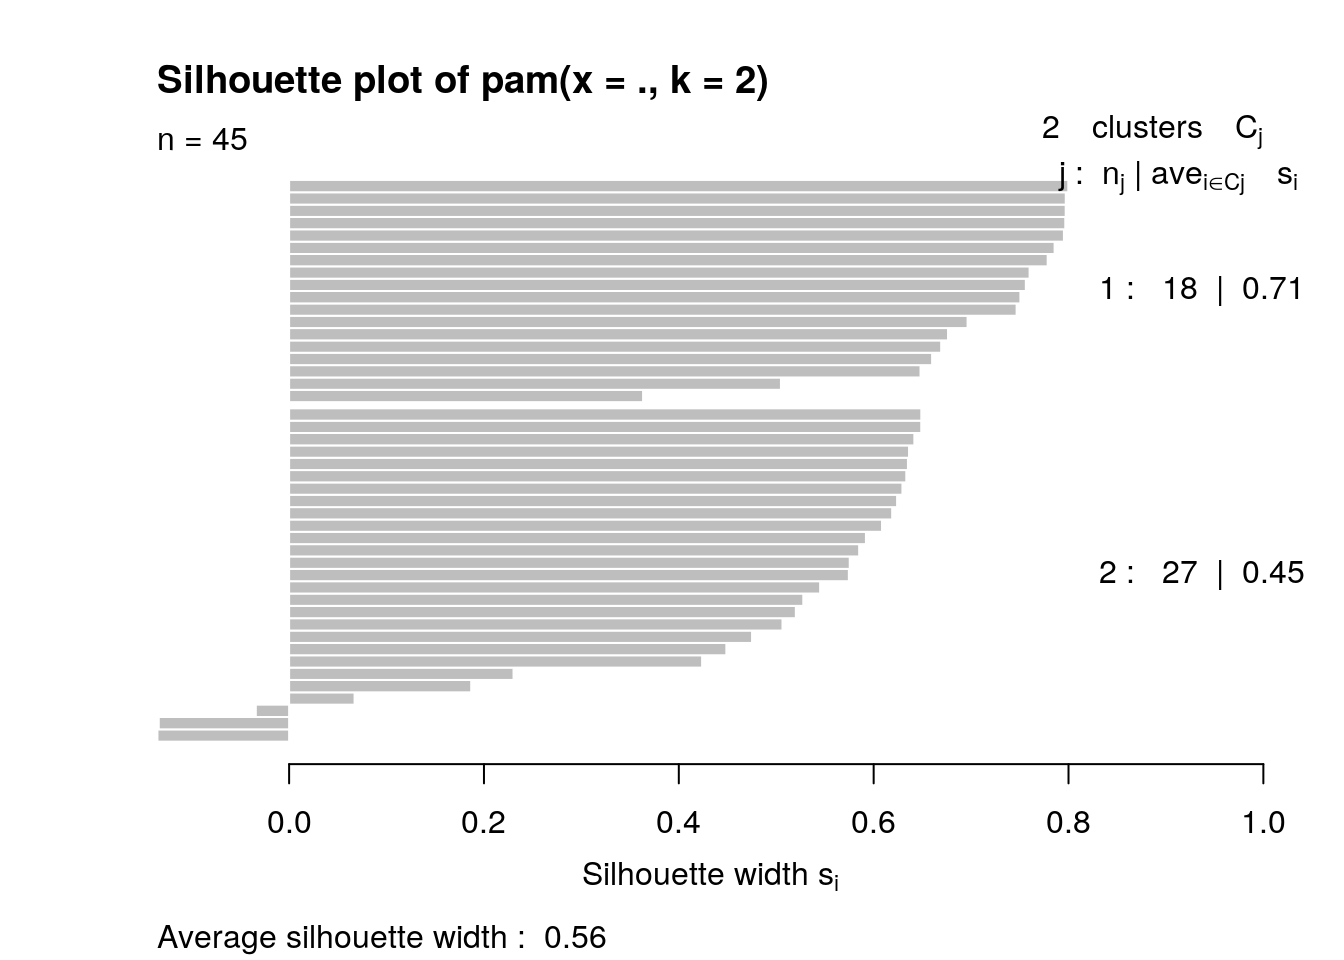 Silhouette plot of pam(x = ., k = 2)
n = 45
2 clusters Cj
j : nj | avei∈Cj si
1 : 18 | 0.71
2 : 27 | 0.45
0.0 0.2 0.4 0.6 0.8 1.0
Silhouette width si
Average silhouette width : 0.56